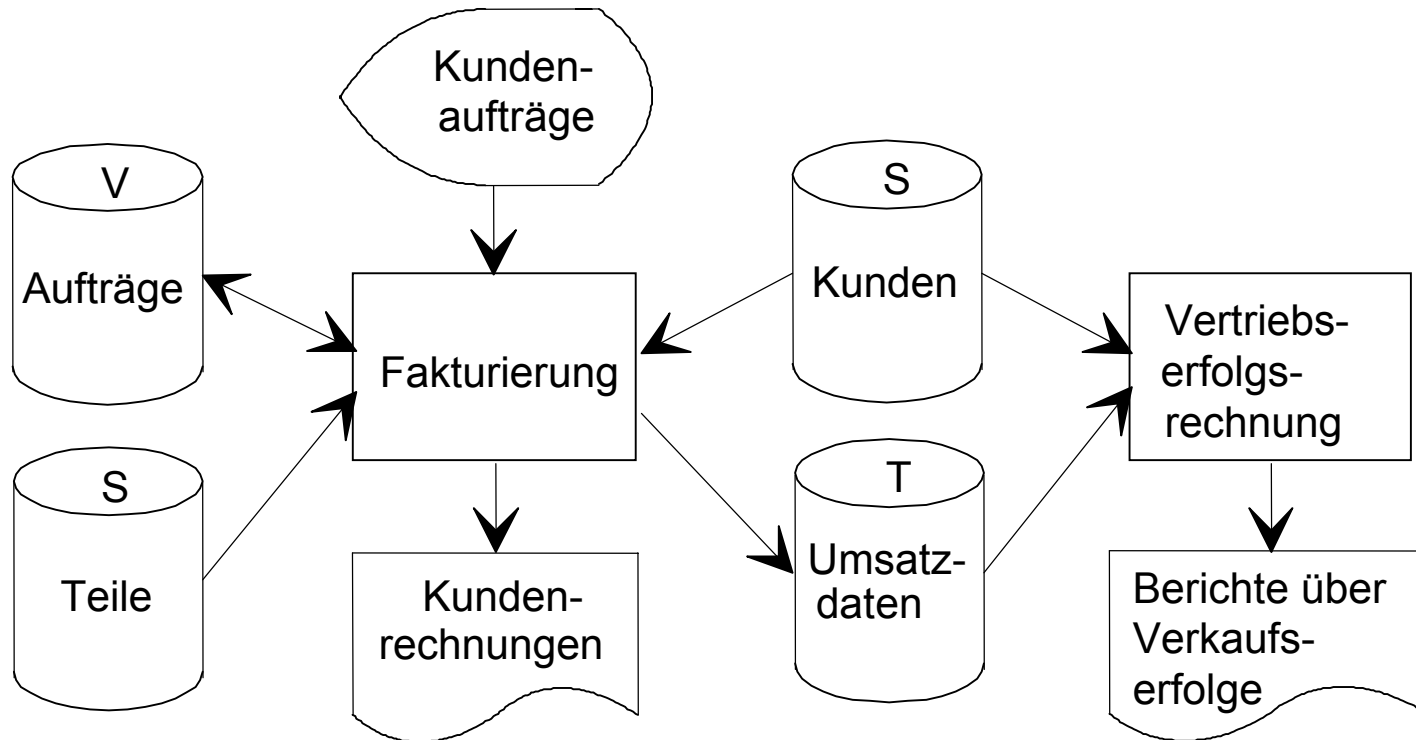 Kunden-
aufträge
V
Aufträge
S
Kunden
Fakturierung
Vertriebs-
erfolgs-
rechnung
S
Teile
Kunden-
rechnungen
T
Umsatz-
daten
Berichte über
Verkaufs-
erfolge